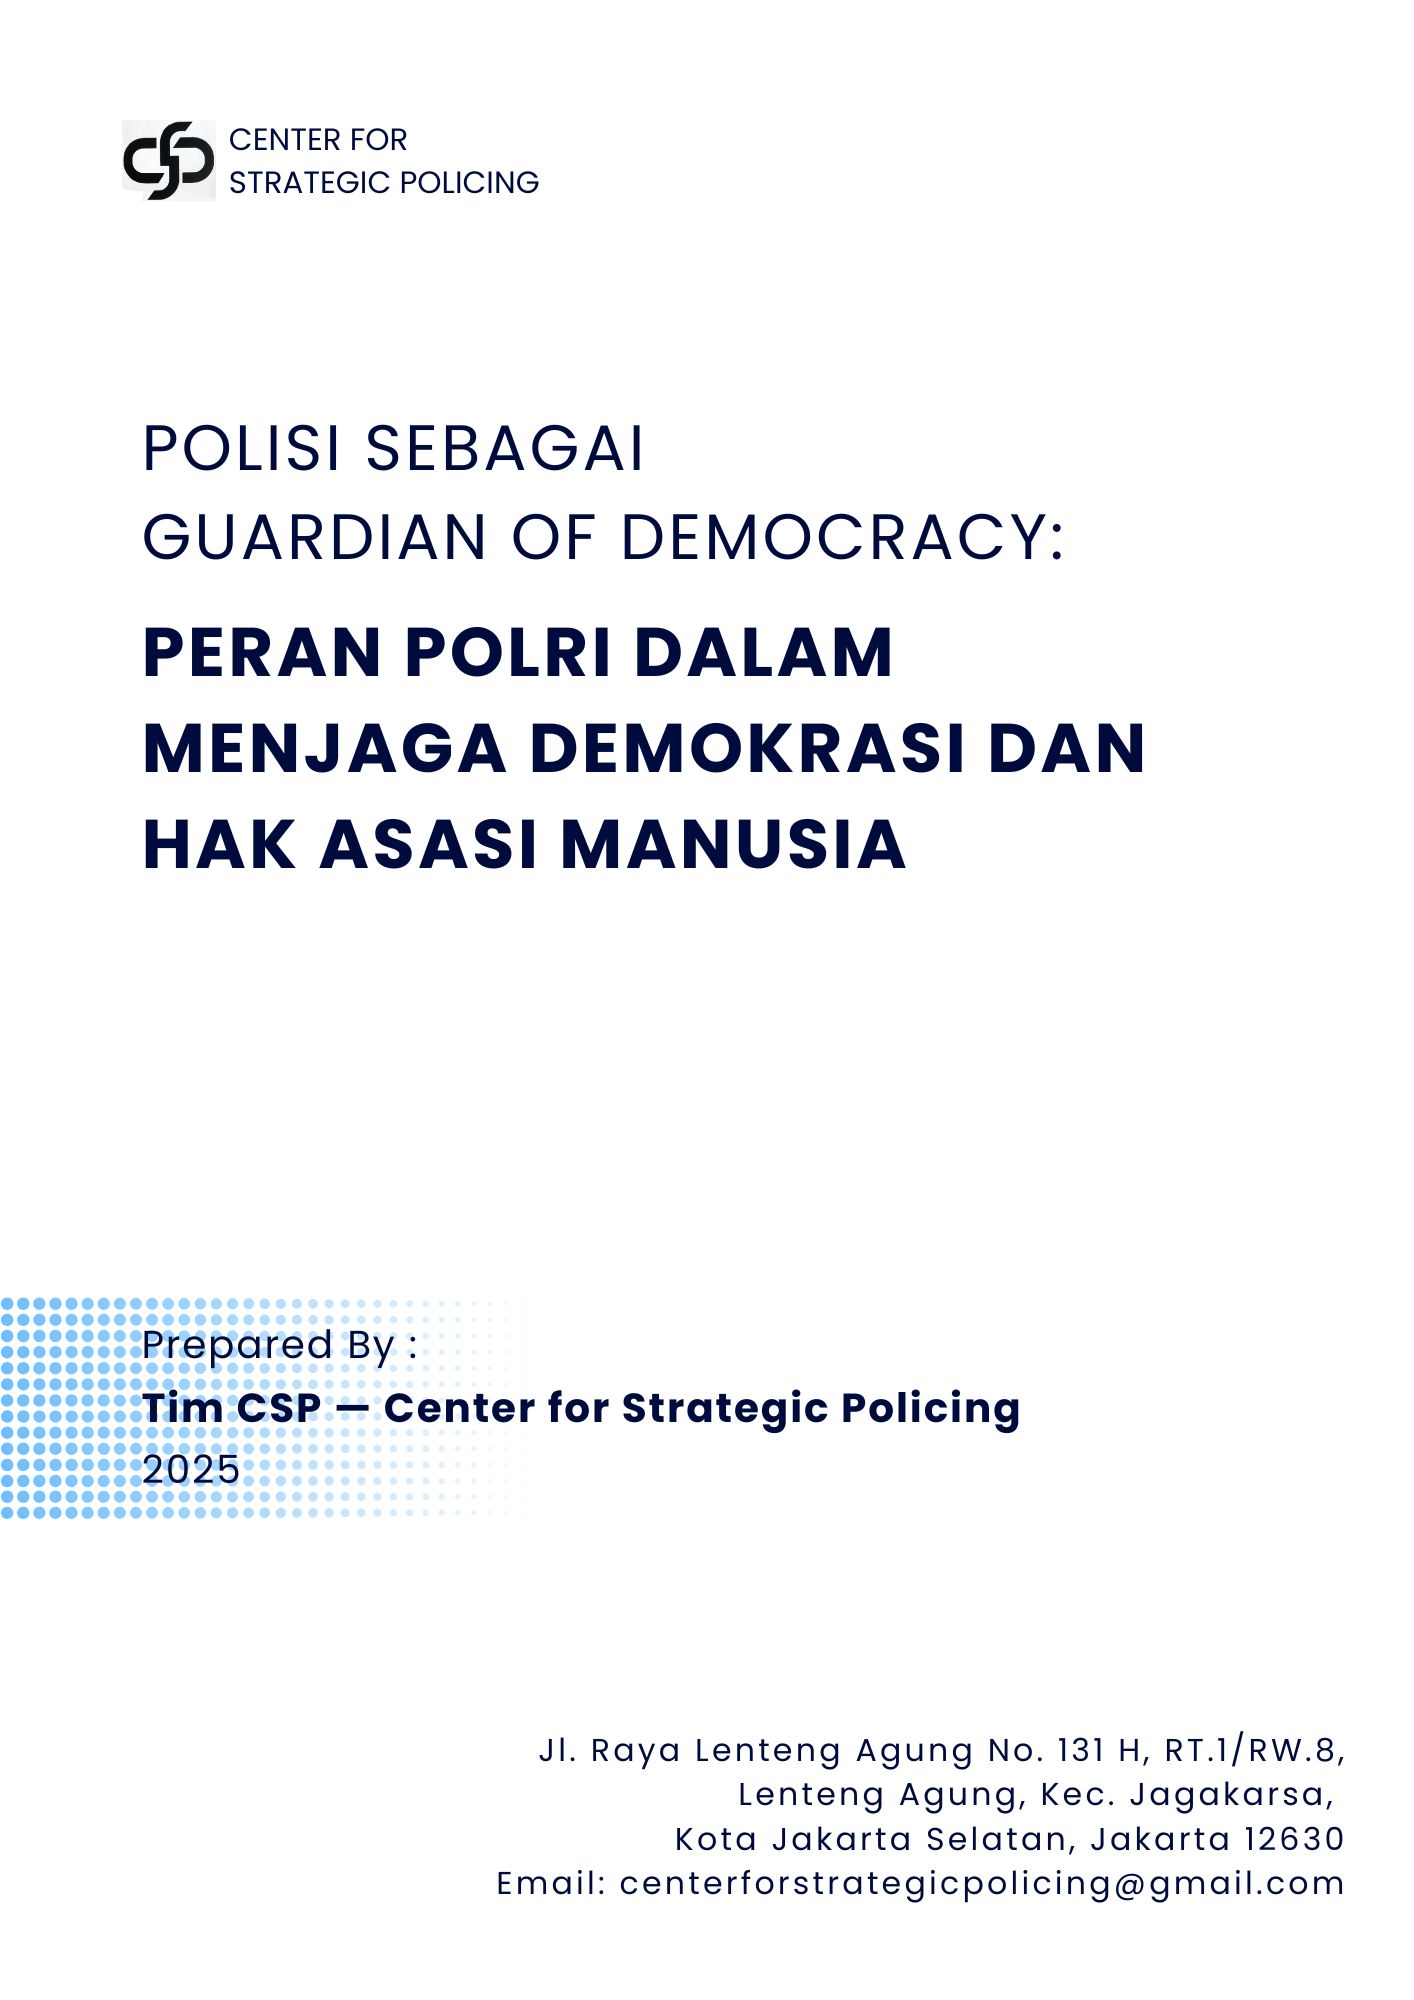 CENTER FOR
STRATEGIC POLICING
POLISI SEBAGAI
GUARDIAN OF DEMOCRACY:
PERAN POLRI DALAM
MENJAGA DEMOKRASI DAN
HAK ASASI MANUSIA
Prepared By :
Tim CSP — Center for Strategic Policing
2025
Jl. Raya Lenteng Agung No. 131 H, RT.1/RW.8,
Lenteng Agung, Kec. Jagakarsa,
Kota Jakarta Selatan, Jakarta 12630
Email: centerforstrategicpolicing@gmail.com